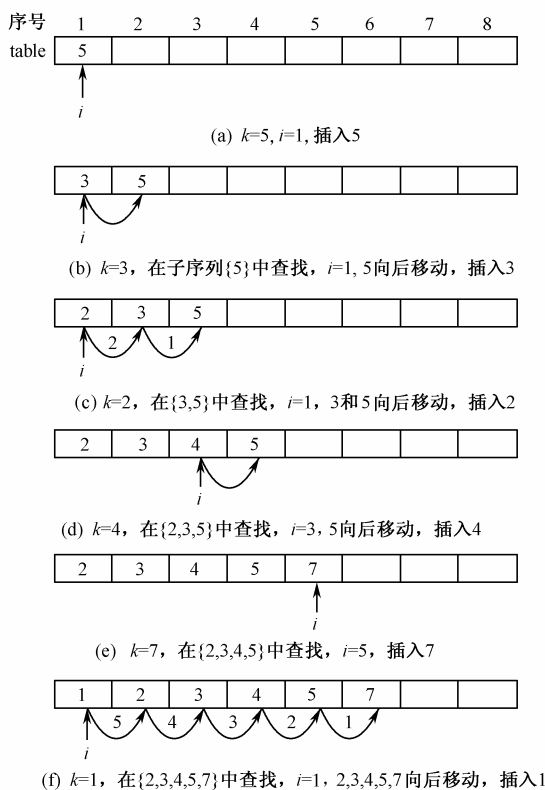 序号 1 2 3 4 5 6 7 8
table 5
i
(a) k=5, i=1, 插入5
3 5
i
(b) k=3，在子序列{5}中查找，i=1, 5向后移动，插入3
2 3 5
2 1
i
(c) k=2，在{3,5}中查找，i=1，3和5向后移动，插入2
2 3 4 5
i
(d) k=4，在{2,3,5}中查找，i=3，5向后移动，插入4
2 3 4 5 7
i
(e) k=7，在{2,3,4,5}中查找，i=5，插入7
1 2 3 4 5 7
5 4 3 2 1
i
(f) k=1，在{2,3,4,5,7}中查找，i=1，2,3,4,5,7向后移动，插入1